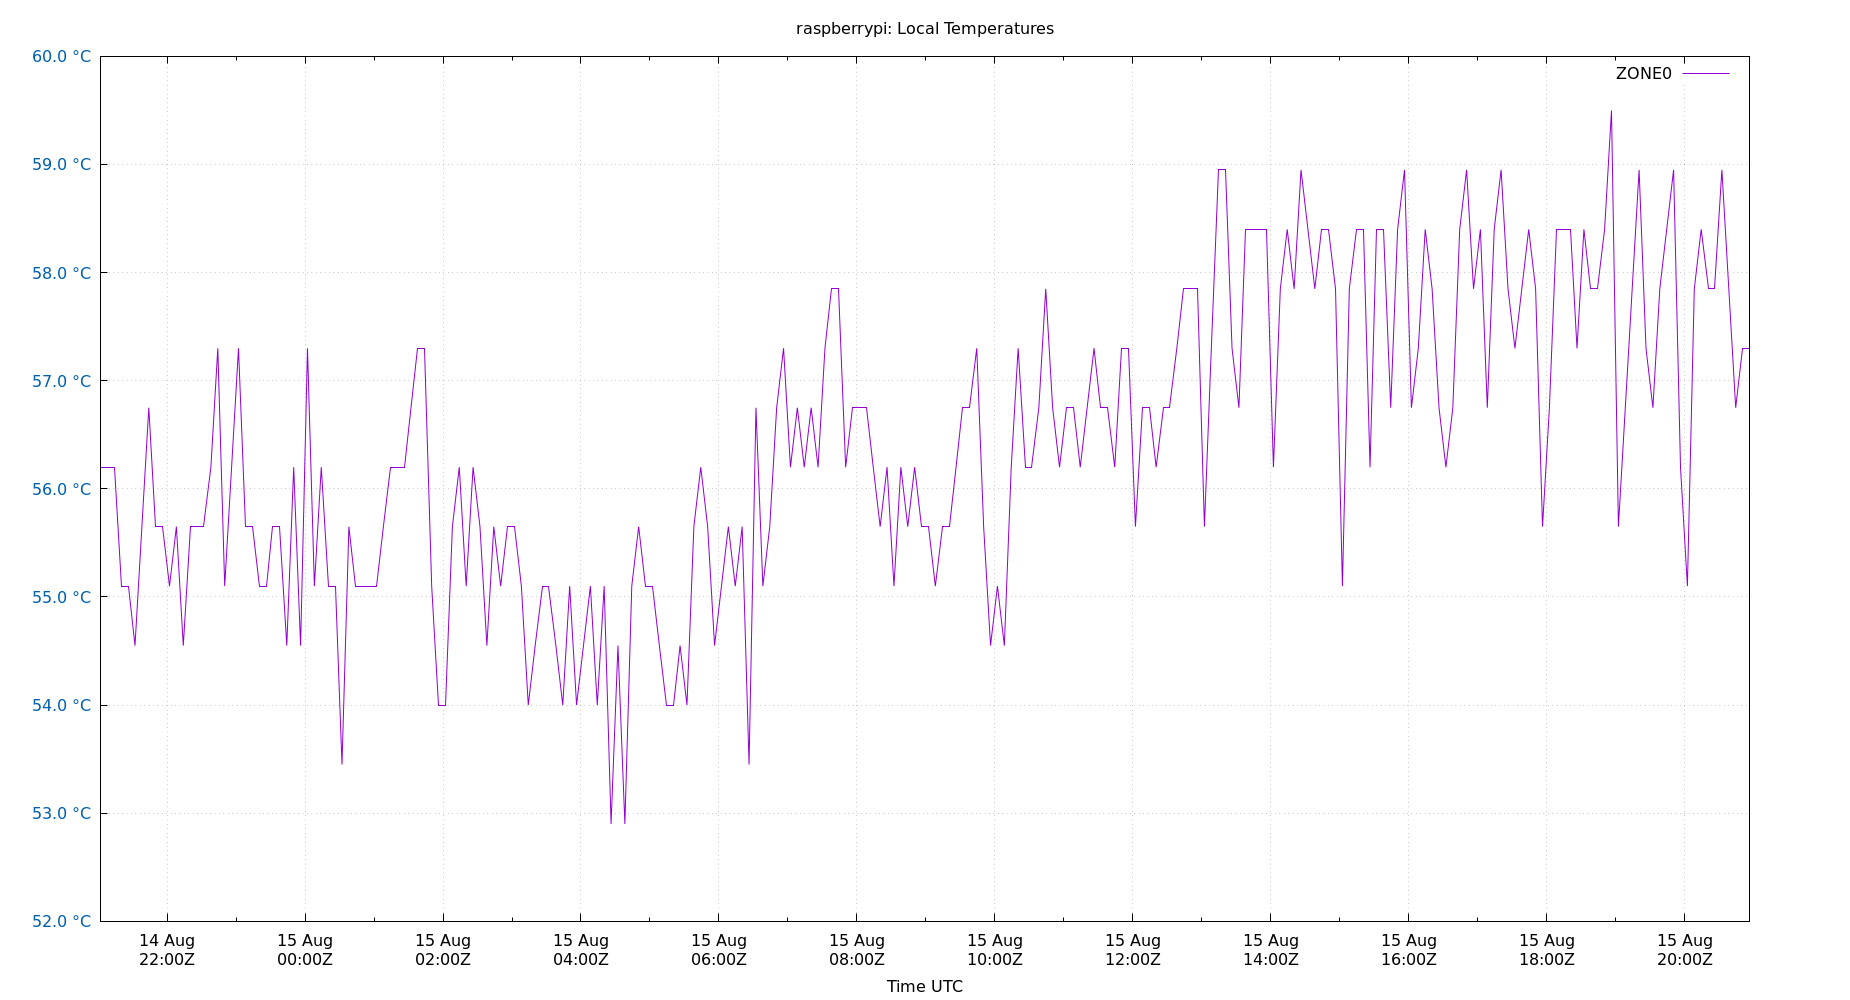 raspberrypi: Local Temperatures
60.0 °C
ZONE0
59.0 °C
58.0 °C
57.0 °C
56.0 °C
55.0 °C
54.0 °C
53.0 °C
52.0 °C
14 Aug 15 Aug 15 Aug 15 Aug 15 Aug 15 Aug 15 Aug 15 Aug 15 Aug 15 Aug 15 Aug 15 Aug
22:00Z 00:00Z 02:00Z 04:00Z 06:00Z 08:00Z 10:00Z 12:00Z 14:00Z 16:00Z 18:00Z 20:00Z
Time UTC